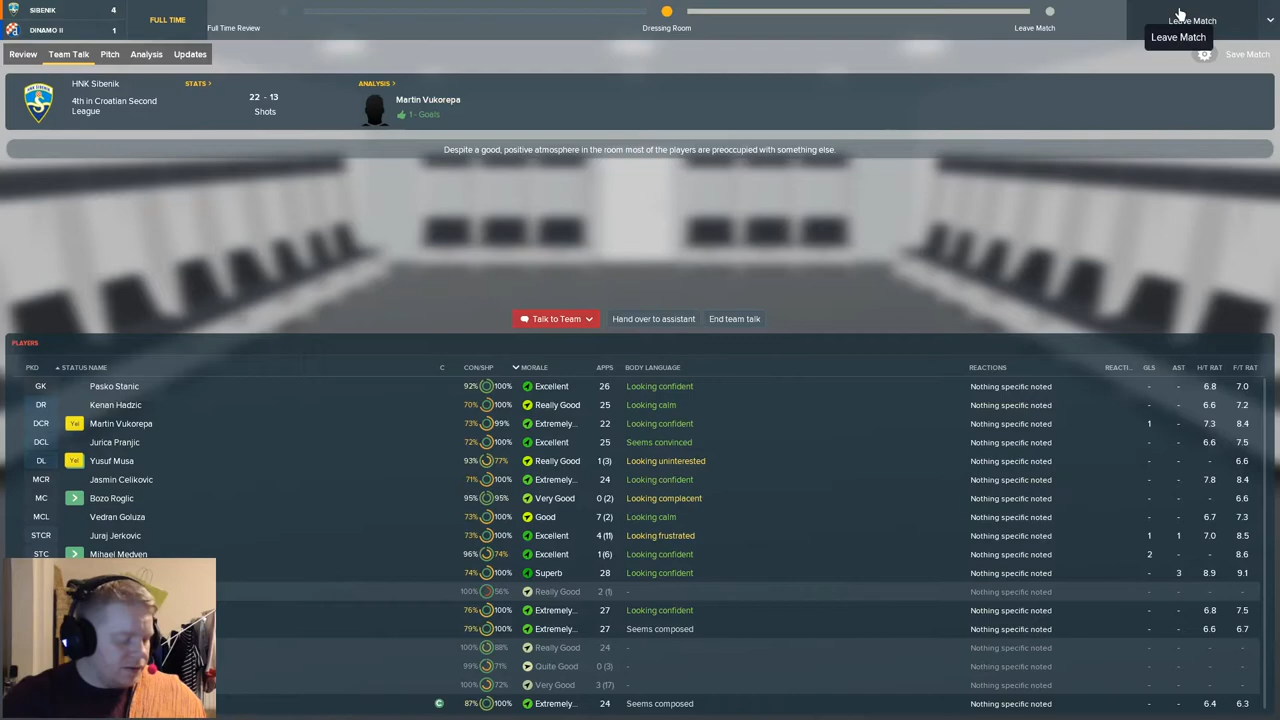 SIBENIK 4
DINAMO II 1
FULL TIME
Full Time Review
Dressing Room
Leave Match
Leave Match
Leave Match
Review Team Talk Pitch Analysis Updates
Save Match
HNK Sibenik
4th in Croatian Second
League
STATS >
22 - 13
Shots
ANALYSIS >
Martin Vukorepa
1 - Goals
Despite a good, positive atmosphere in the room most of the players are preoccupied with something else.
Talk to Team Hand over to assistant End team talk
PLAYERS
PKD STATUS NAME C CON/SHP MORALE APPS BODY LANGUAGE REACTIONS REACTI... GLS AST H/T RAT F/T RAT
GK Pasko Stanic 92% 100% Excellent 26 Looking confident Nothing specific noted - - 6.8 7.0
DR Kenan Hadzic 70% 100% Really Good 25 Looking calm Nothing specific noted - - 6.6 7.2
DCR Yel Martin Vukorepa 73% 99% Extremely... 22 Looking confident Nothing specific noted 1 - 7.3 8.4
DCL Jurica Pranjic 72% 100% Excellent 25 Seems convinced Nothing specific noted - - 6.6 7.5
DL Yel Yusuf Musa 93% 77% Really Good 1 (3) Looking uninterested Nothing specific noted - - - 6.6
MCR Jasmin Celikovic 71% 100% Extremely... 24 Looking confident Nothing specific noted - - 7.8 8.4
MC Bozo Roglic 95% 95% Very Good 0 (2) Looking complacent Nothing specific noted - - - 6.6
MCL Vedran Goluza 73% 100% Good 7 (2) Looking calm Nothing specific noted - - 6.7 7.3
STCR Juraj Jerkovic 73% 100% Excellent 4 (11) Looking frustrated Nothing specific noted 1 1 7.0 8.5
STC Mihael Medven 96% 74% Excellent 1 (6) Looking confident Nothing specific noted 2 - - 8.6
74% 100% Superb 28 Looking confident Nothing specific noted - 3 8.9 9.1
100% 56% Really Good 2 (1) - Nothing specific noted - - - -
76% 100% Extremely... 27 Looking confident Nothing specific noted - - 6.8 7.5
79% 100% Extremely... 27 Seems composed Nothing specific noted - - 6.6 6.7
100% 88% Really Good 24 - Nothing specific noted - - - -
99% 71% Quite Good 0 (3) - Nothing specific noted - - - -
100% 72% Very Good 3 (17) - Nothing specific noted - - - -
C 87% 100% Extremely... 24 Seems composed Nothing specific noted - - 6.4 6.3